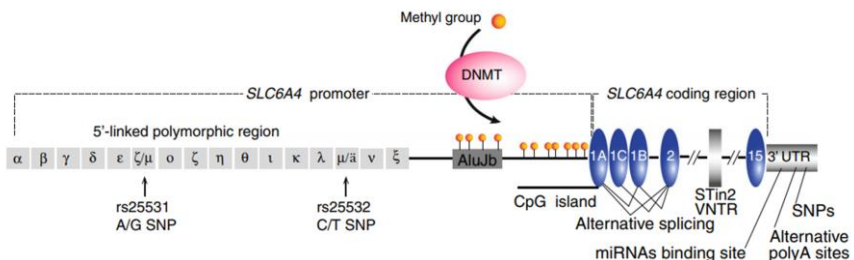 Methyl group
DNMT
SLC6A4 promoter
SLC6A4 coding region
5'-linked polymorphic region
α β γ δ ε ζ/μ ο ζ η θ ι κ λ μ/ä ν ξ
AluJb
1A 1C 1B 2 15 3' UTR
rs25531
A/G SNP
rs25532
C/T SNP
CpG island
Alternative splicing
STin2
VNTR
miRNAs binding site
SNPs
Alternative
polyA sites